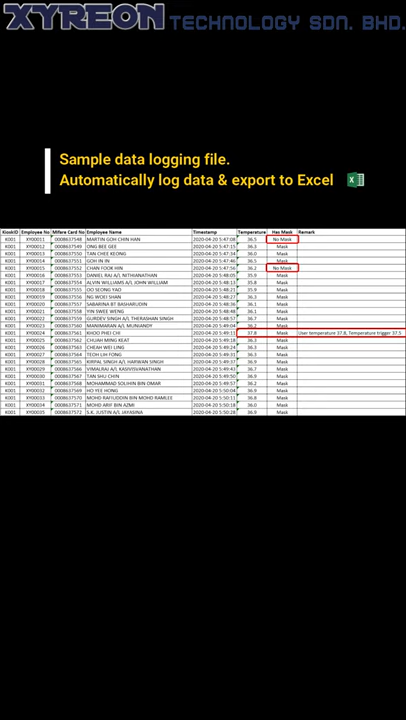 XYREON TECHNOLOGY SDN. BHD.
Sample data logging file.
Automatically log data & export to Excel
KioskID Employee No Mifare Card No Employee Name Timestamp Temperature Has Mask Remark
K001 XY00011 0008637548 MARTIN GOH CHIN HAN 2020-04-20 5:47:08 36.5 No Mask
K001 XY00012 0008637549 ONG BEE GEE 2020-04-20 5:47:15 36.3 Mask
K001 XY00013 0008637550 TAN CHEE KEONG 2020-04-20 5:47:34 36.0 Mask
K001 XY00014 0008637551 GOH IN IN 2020-04-20 5:47:46 36.5 Mask
K001 XY00015 0008637552 CHAN FOOK HIN 2020-04-20 5:47:56 36.2 No Mask
K001 XY00016 0008637553 DANIEL RAJ A/L NITHIANATHAN 2020-04-20 5:48:05 35.9 Mask
K001 XY00017 0008637554 ALVIN WILLIAMS A/L JOHN WILLIAM 2020-04-20 5:48:13 35.8 Mask
K001 XY00018 0008637555 OO SEONG YAO 2020-04-20 5:48:21 35.9 Mask
K001 XY00019 0008637556 NG WOEI SHAN 2020-04-20 5:48:27 36.3 Mask
K001 XY00020 0008637557 SABARINA BT BASHARUDIN 2020-04-20 5:48:36 36.1 Mask
K001 XY00021 0008637558 YIN SWEE WENG 2020-04-20 5:48:48 36.1 Mask
K001 XY00022 0008637559 GURDEV SINGH A/L THERASHAN SINGH 2020-04-20 5:48:57 36.7 Mask
K001 XY00023 0008637560 MANIMARAN A/L MUNIANDY 2020-04-20 5:49:04 36.2 Mask
K001 XY00024 0008637561 KHOO PHEI CHI 2020-04-20 5:49:11 37.8 Mask User temperature 37.8, Temperature trigger 37.5
K001 XY00025 0008637562 CHUAH MING KEAT 2020-04-20 5:49:18 36.3 Mask
K001 XY00026 0008637563 CHEAH WEI LING 2020-04-20 5:49:24 36.3 Mask
K001 XY00027 0008637564 TECH LIH FONG 2020-04-20 5:49:31 36.3 Mask
K001 XY00028 0008637565 KIRPAL SINGH A/L HARWAN SINGH 2020-04-20 5:49:37 36.9 Mask
K001 XY00029 0008637566 VIMALRAJ A/L KASIVISVANATHAN 2020-04-20 5:49:43 36.7 Mask
K001 XY00030 0008637567 TAN SHU CHIN 2020-04-20 5:49:50 36.9 Mask
K001 XY00031 0008637568 MOHAMMAD SOLIHIN BIN OMAR 2020-04-20 5:49:57 36.2 Mask
K001 XY00032 0008637569 HO YEE HONG 2020-04-20 5:50:04 36.9 Mask
K001 XY00033 0008637570 MOHD RAFIUDDIN BIN MOHD RAMLEE 2020-04-20 5:50:11 36.8 Mask
K001 XY00034 0008637571 MOHD ARIF BIN AZMI 2020-04-20 5:50:18 36.0 Mask
K001 XY00035 0008637572 S.K. JUSTIN A/L JAYASINA 2020-04-20 5:50:28 36.9 Mask